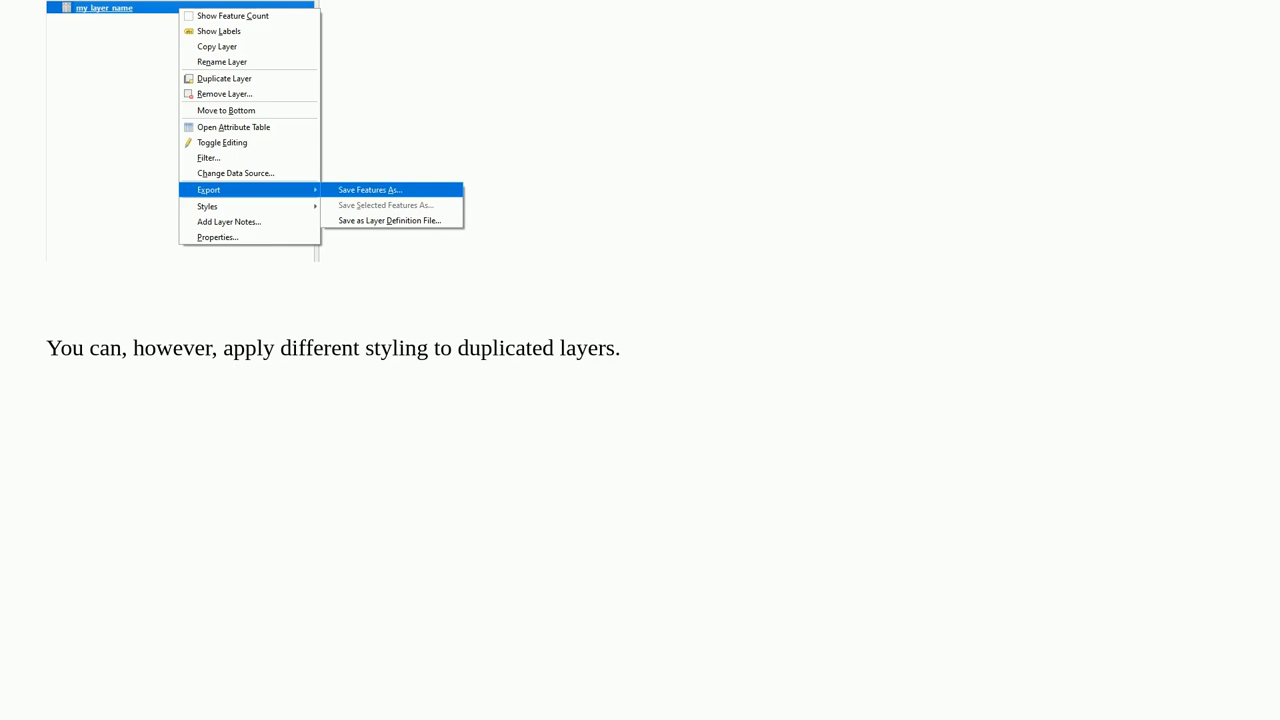 my_layer_name
Show Feature Count
Show Labels
Copy Layer
Rename Layer
Duplicate Layer
Remove Layer...
Move to Bottom
Open Attribute Table
Toggle Editing
Filter...
Change Data Source...
Export
Save Features As...
Save Selected Features As...
Save as Layer Definition File...
Styles
Add Layer Notes...
Properties...
You can, however, apply different styling to duplicated layers.